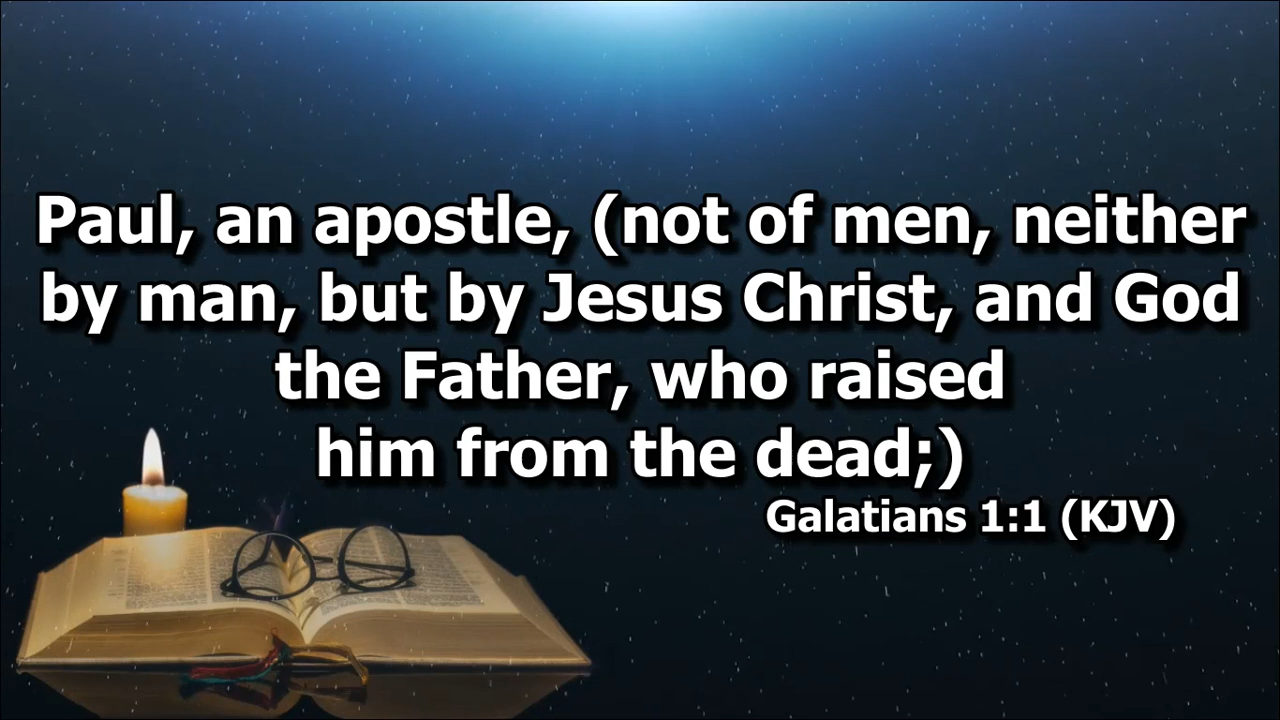 Paul, an apostle, (not of men, neither
by man, but by Jesus Christ, and God
the Father, who raised
him from the dead;)
Galatians 1:1 (KJV)